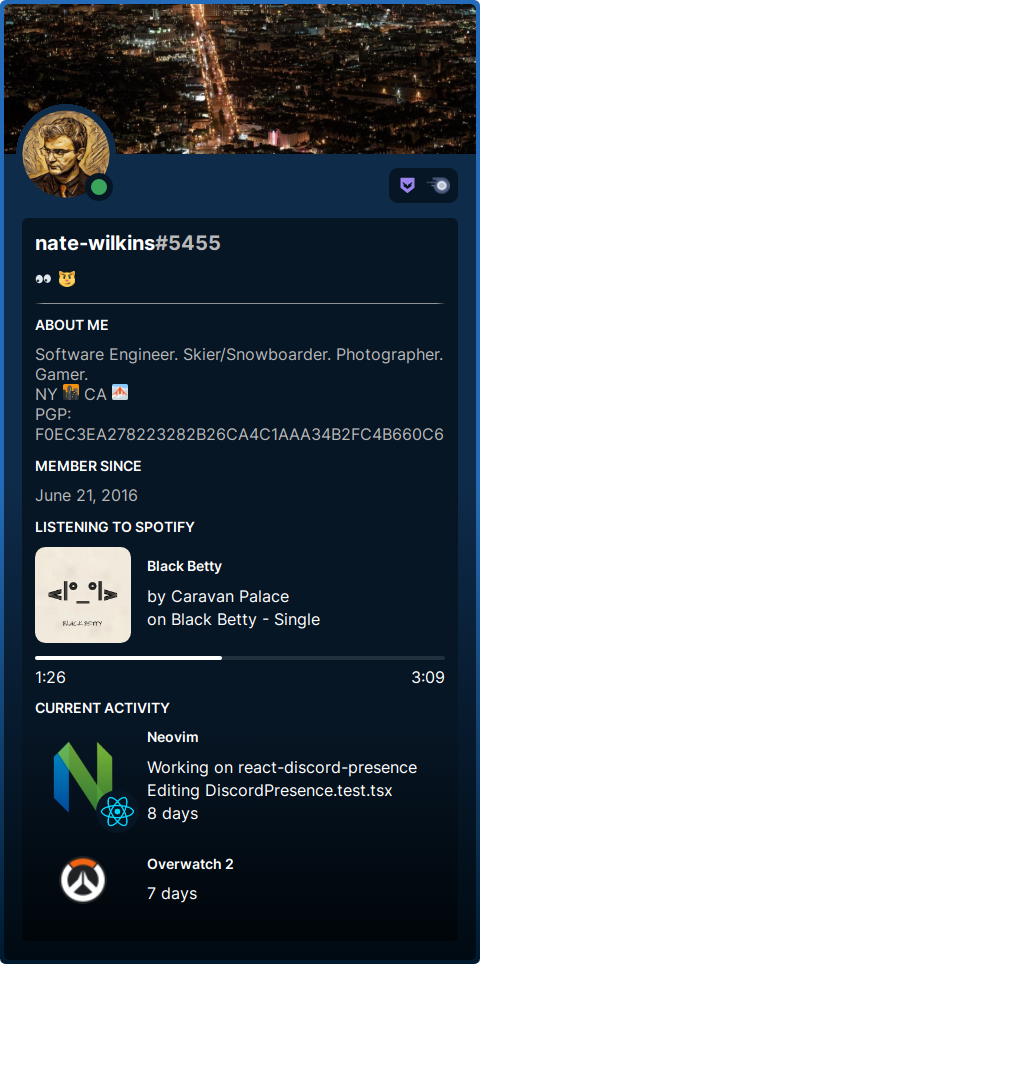 nate-wilkins#5455
👀 😼
ABOUT ME
Software Engineer. Skier/Snowboarder. Photographer.
Gamer.
NY 🌆 CA 🌁
PGP:
F0EC3EA278223282B26CA4C1AAA34B2FC4B660C6
MEMBER SINCE
June 21, 2016
LISTENING TO SPOTIFY
<|° _ °|>
BLACK BETTY
Black Betty
by Caravan Palace
on Black Betty - Single
1:26
3:09
CURRENT ACTIVITY
Neovim
Working on react-discord-presence
Editing DiscordPresence.test.tsx
8 days
Overwatch 2
7 days